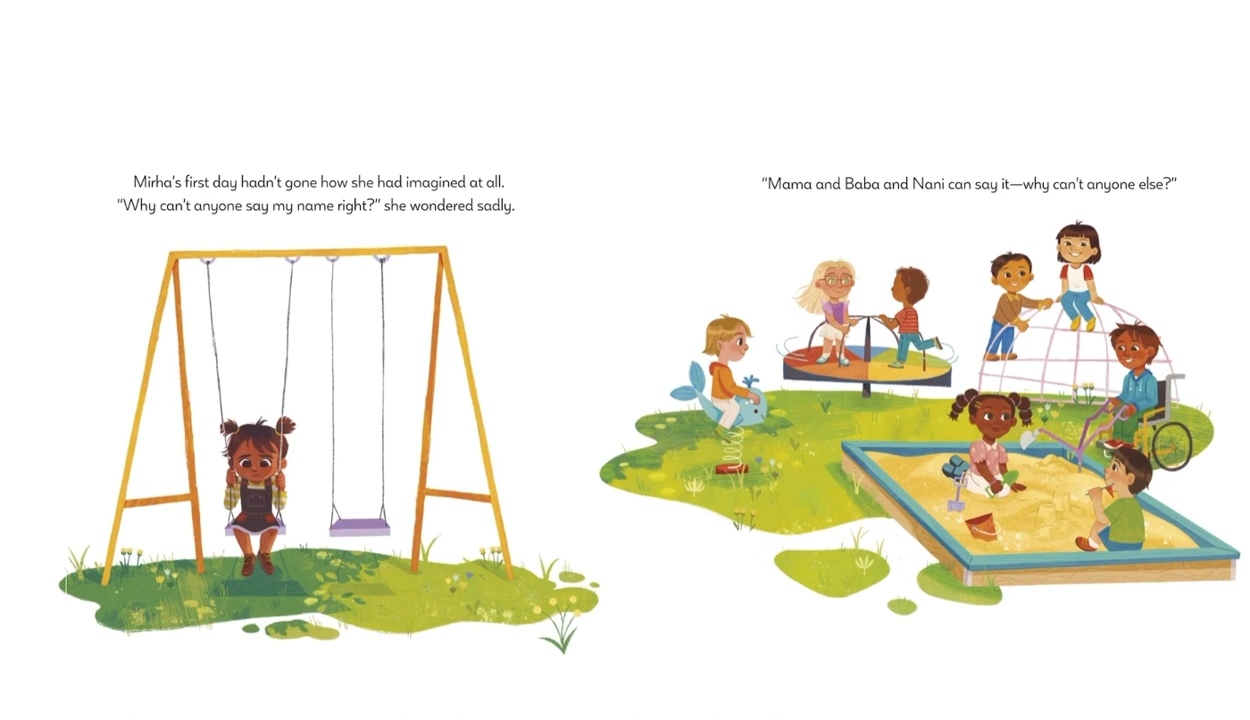 Mirha's first day hadn't gone how she had imagined at all.
“Why can't anyone say my name right?” she wondered sadly.
“Mama and Baba and Nani can say it—why can't anyone else?”